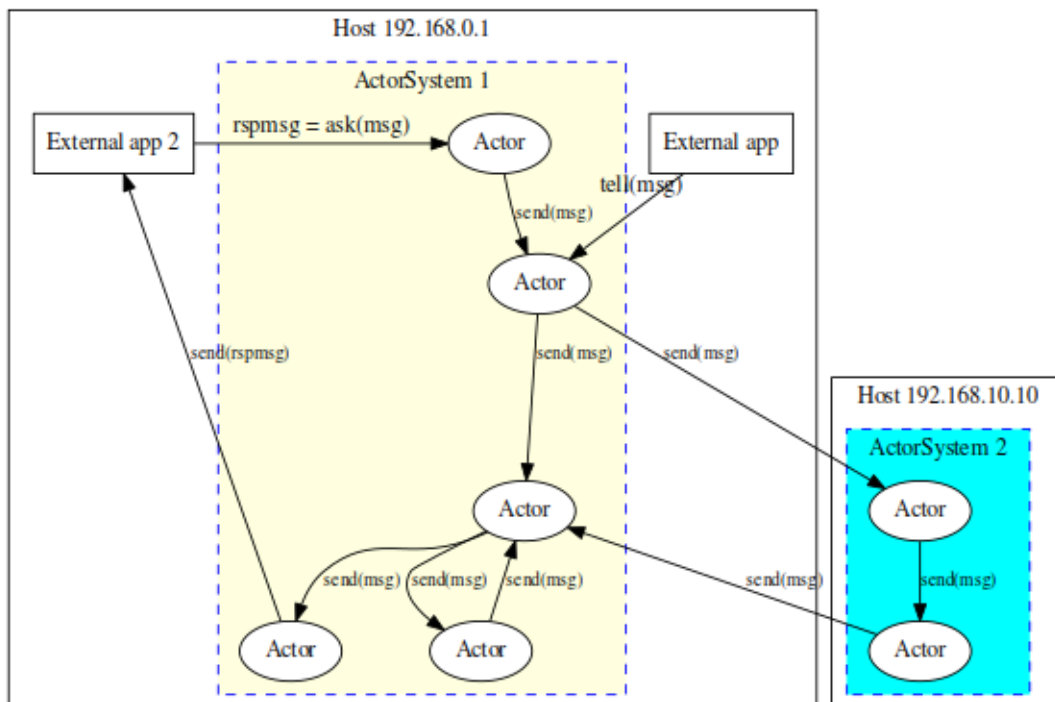 Host 192.168.0.1
ActorSystem 1
External app 2
rspmsg = ask(msg)
Actor
External app
tell(msg)
send(msg)
Actor
send(rspmsg)
send(msg)
send(msg)
Host 192.168.10.10
ActorSystem 2
Actor
Actor
send(msg)
send(msg)
send(msg)
send(msg)
send(msg)
Actor
Actor
Actor